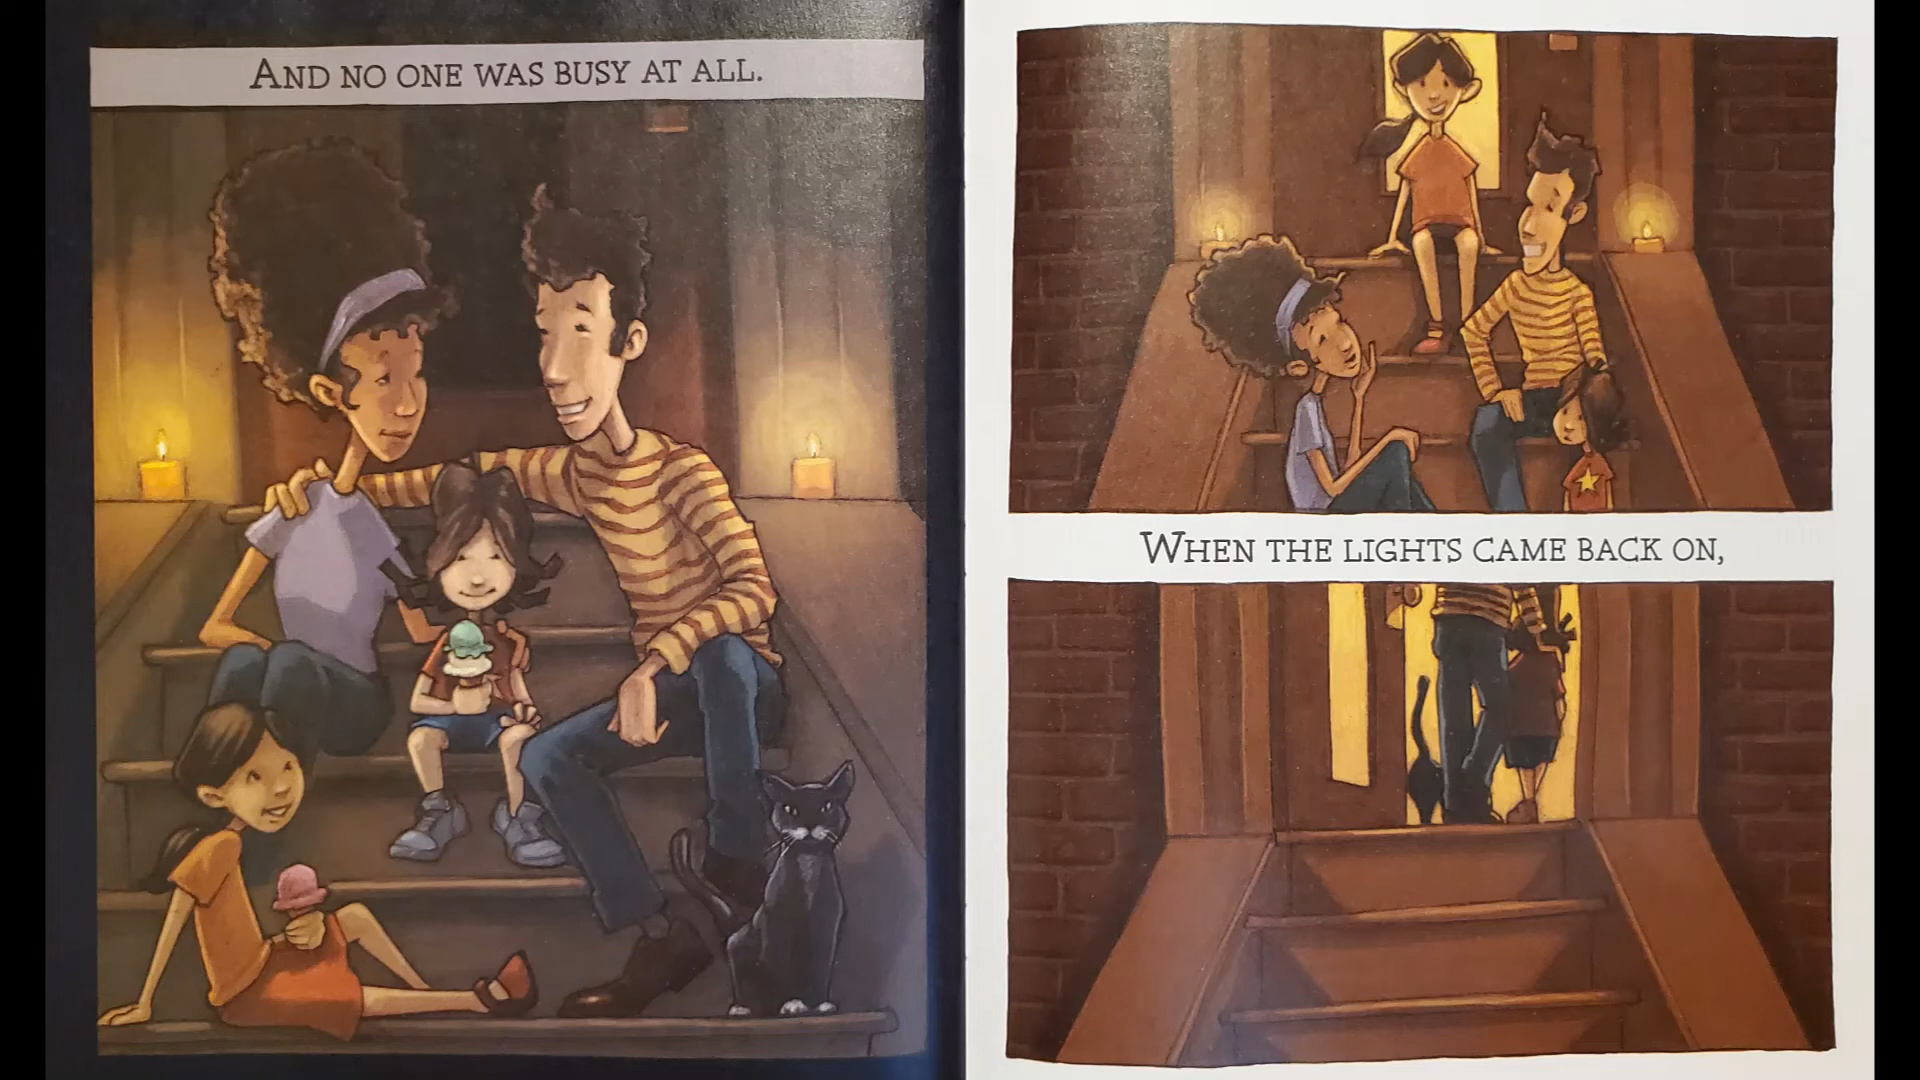 AND NO ONE WAS BUSY AT ALL.
WHEN THE LIGHTS CAME BACK ON,